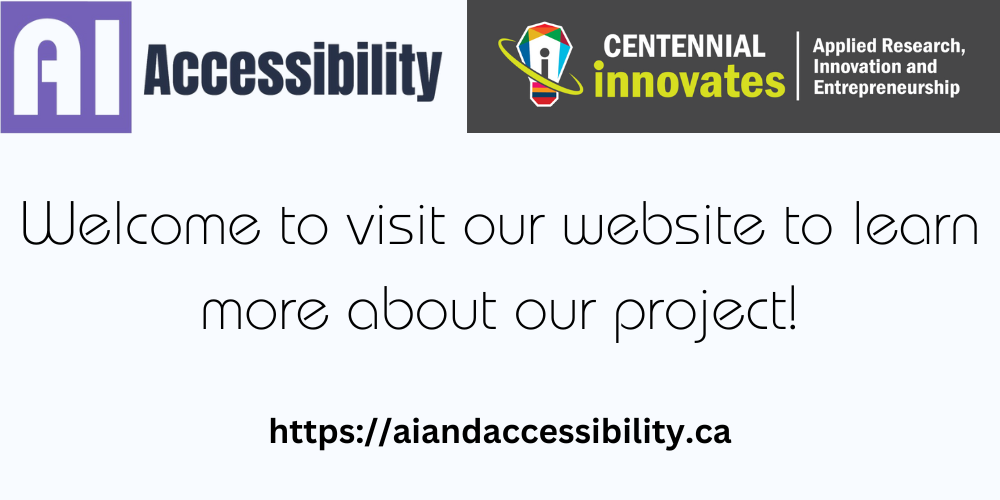 AI Accessibility
CENTENNIAL
innovates
Applied Research,
Innovation and
Entrepreneurship
Welcome to visit our website to learn
more about our project!
https://aiandaccessibility.ca